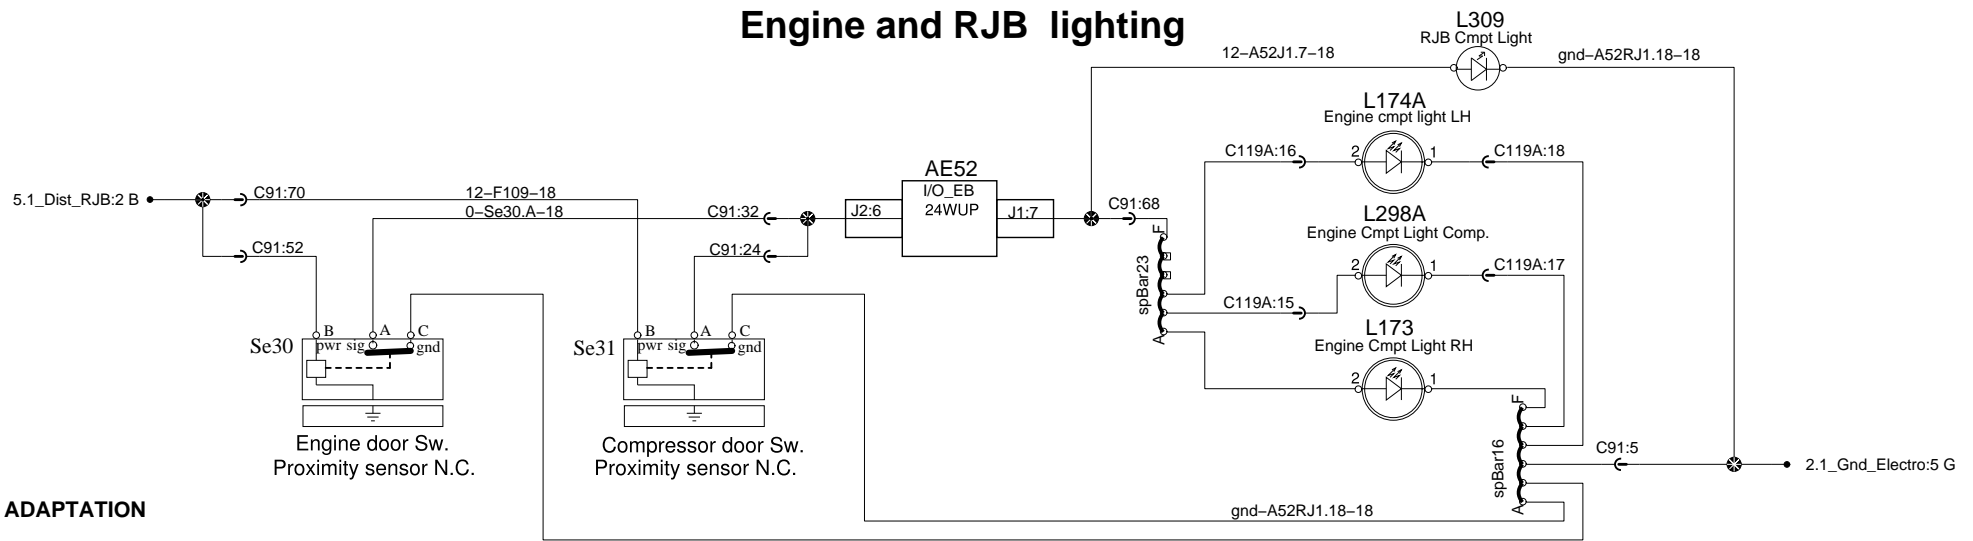 Engine and RJB lighting
L309
RJB Cmpt Light
12-A52J1.7-18
gnd-A52RJ1.18-18
L174A
Engine cmpt light LH
C119A:16
2
1
C119A:18
AE52
I/O_EB
24WUP
J2:6
J1:7
5.1_Dist_RJB:2 B
C91:70
12-F109-18
0-Se30.A-18
C91:32
C91:68
C91:52
C91:24
L298A
Engine Cmpt Light Comp.
2
1
C119A:17
F
spBar23
A
C119A:15
L173
Engine Cmpt Light RH
2
1
B
A
C
Se30
pwr
sig
gnd
B
A
C
Se31
pwr
sig
gnd
Engine door Sw.
Proximity sensor N.C.
Compressor door Sw.
Proximity sensor N.C.
F
spBar16
A
C91:5
2.1_Gnd_Electro:5 G
ADAPTATION
gnd-A52RJ1.18-18